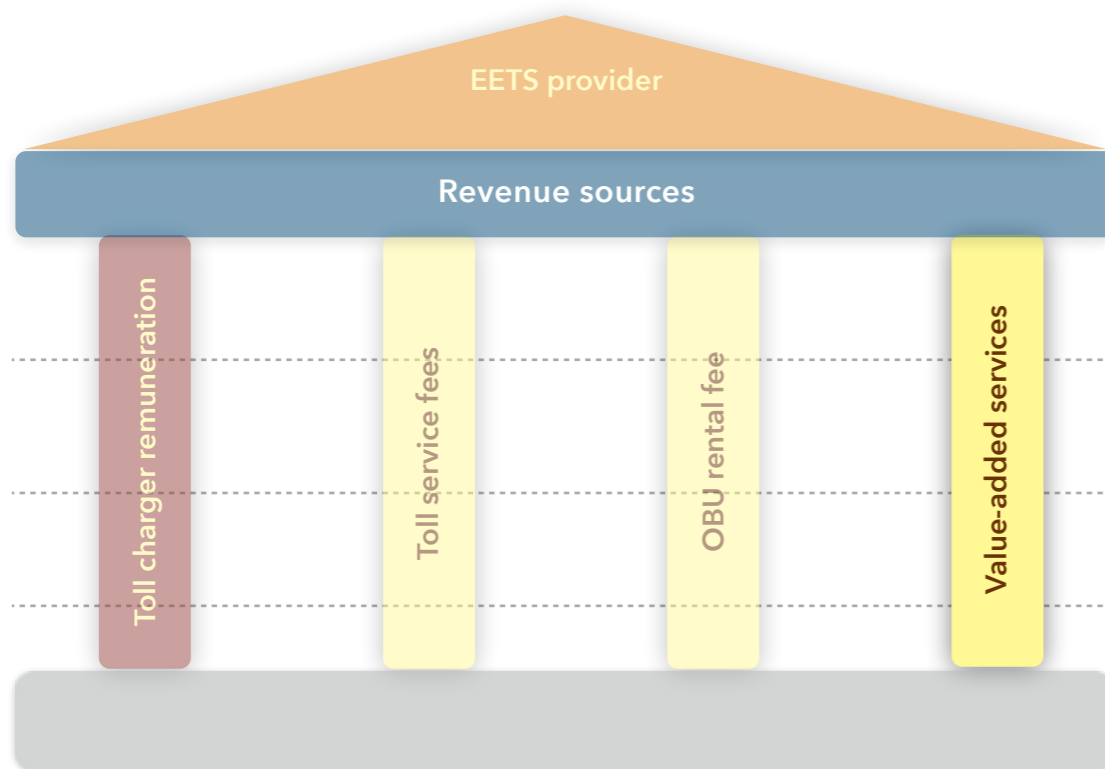 EETS provider
Revenue sources
Toll charger remuneration
Toll service fees
OBU rental fee
Value-added services